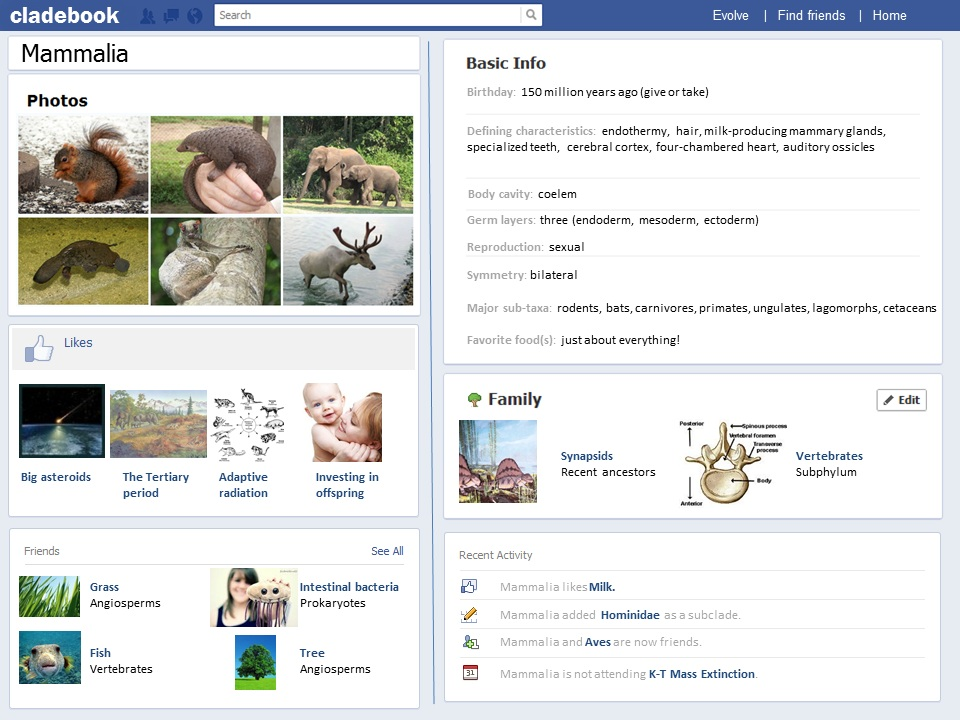 cladebook
Search
Evolve | Find friends | Home
Mammalia
Photos
Likes
Big asteroids
The Tertiary
period
Adaptive
radiation
Investing in
offspring
Friends
See All
Grass
Angiosperms
Intestinal bacteria
Prokaryotes
Fish
Vertebrates
Tree
Angiosperms
Basic Info
Birthday: 150 million years ago (give or take)
Defining characteristics: endothermy, hair, milk-producing mammary glands,
specialized teeth, cerebral cortex, four-chambered heart, auditory ossicles
Body cavity: coelem
Germ layers: three (endoderm, mesoderm, ectoderm)
Reproduction: sexual
Symmetry: bilateral
Major sub-taxa: rodents, bats, carnivores, primates, ungulates, lagomorphs, cetaceans
Favorite food(s): just about everything!
Family
Edit
Synapsids
Recent ancestors
Posterior
Spinous process
Vertebral foramen
Transverse
process
Body
Anterior
Vertebrates
Subphylum
Recent Activity
Mammalia likes Milk.
Mammalia added Hominidae as a subclade.
Mammalia and Aves are now friends.
31
Mammalia is not attending K-T Mass Extinction.